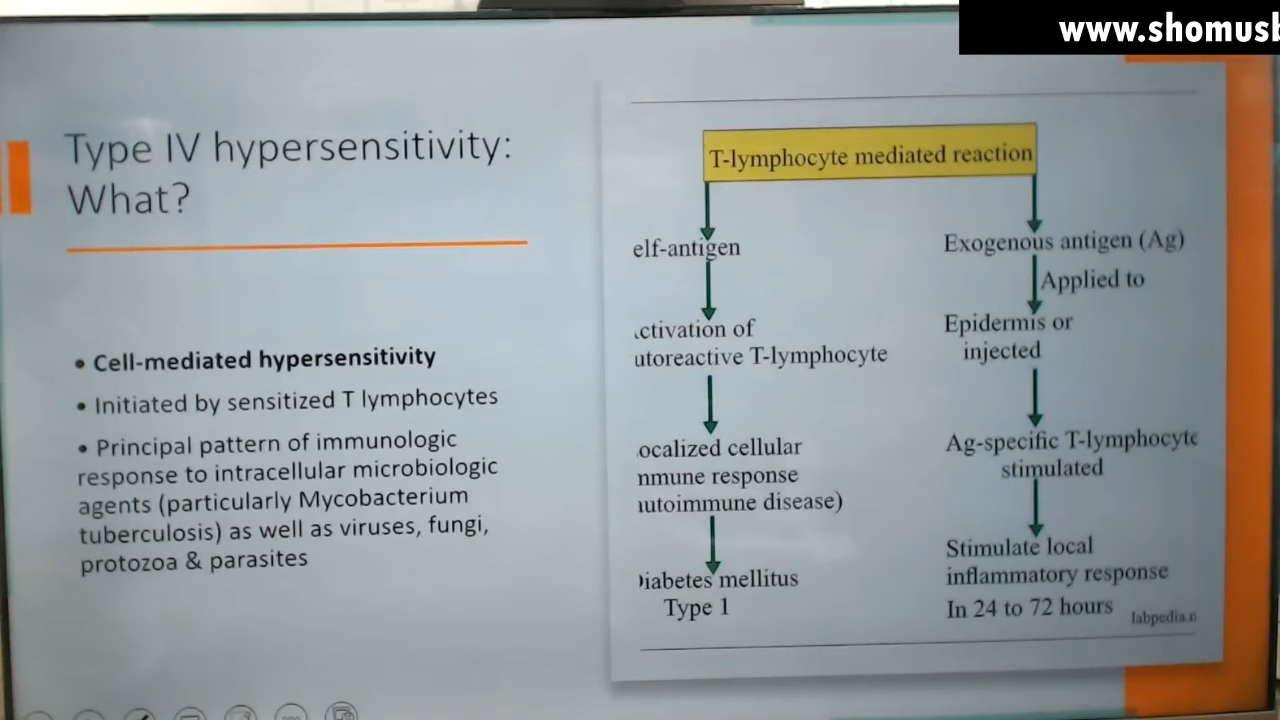 www.shomusb
Type IV hypersensitivity:
What?
• Cell-mediated hypersensitivity
• Initiated by sensitized T lymphocytes
• Principal pattern of immunologic
response to intracellular microbiologic
agents (particularly Mycobacterium
tuberculosis) as well as viruses, fungi,
protozoa & parasites
T-lymphocyte mediated reaction
elf-antigen
ctivation of
utoreactive T-lymphocyte
ocalized cellular
nmune response
utoimmune disease)
iabetes mellitus
Type 1
Exogenous antigen (Ag)
Applied to
Epidermis or
injected
Ag-specific T-lymphocyte
stimulated
Stimulate local
inflammatory response
In 24 to 72 hours
labpedia.n